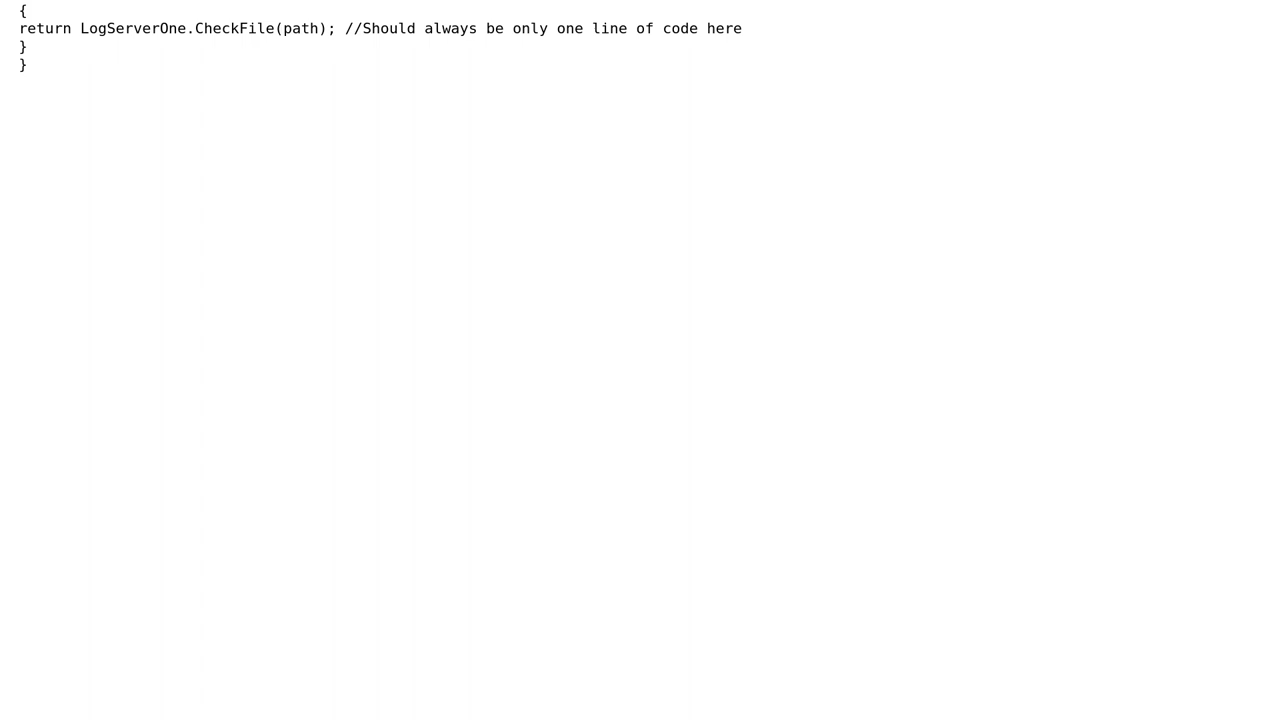 {
return LogServerOne.CheckFile(path); //Should always be only one line of code here
}
}